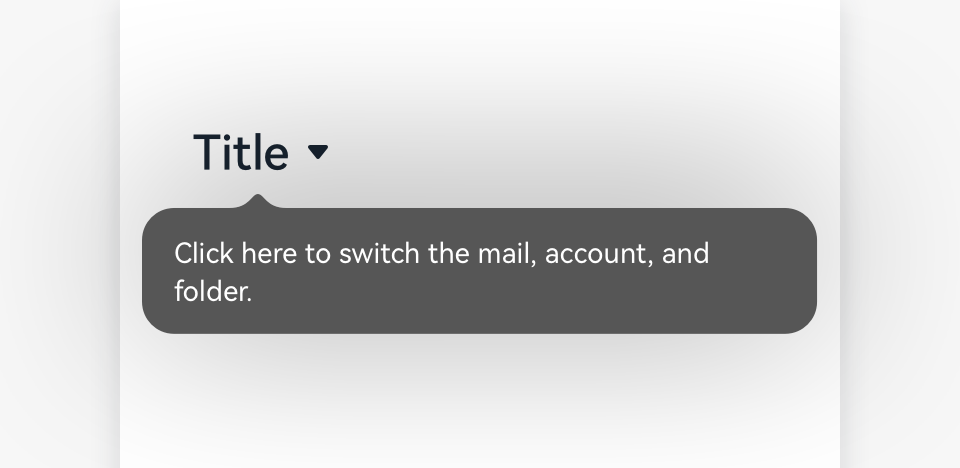 Title
Click here to switch the mail, account, and
folder.